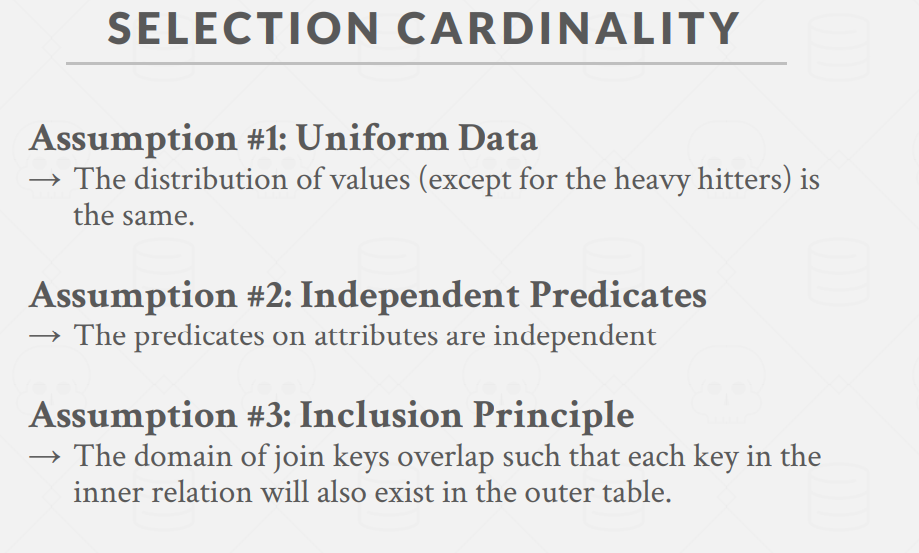 SELECTION CARDINALITY
Assumption #1: Uniform Data
→ The distribution of values (except for the heavy hitters) is
the same.
Assumption #2: Independent Predicates
→ The predicates on attributes are independent
Assumption #3: Inclusion Principle
→ The domain of join keys overlap such that each key in the
inner relation will also exist in the outer table.